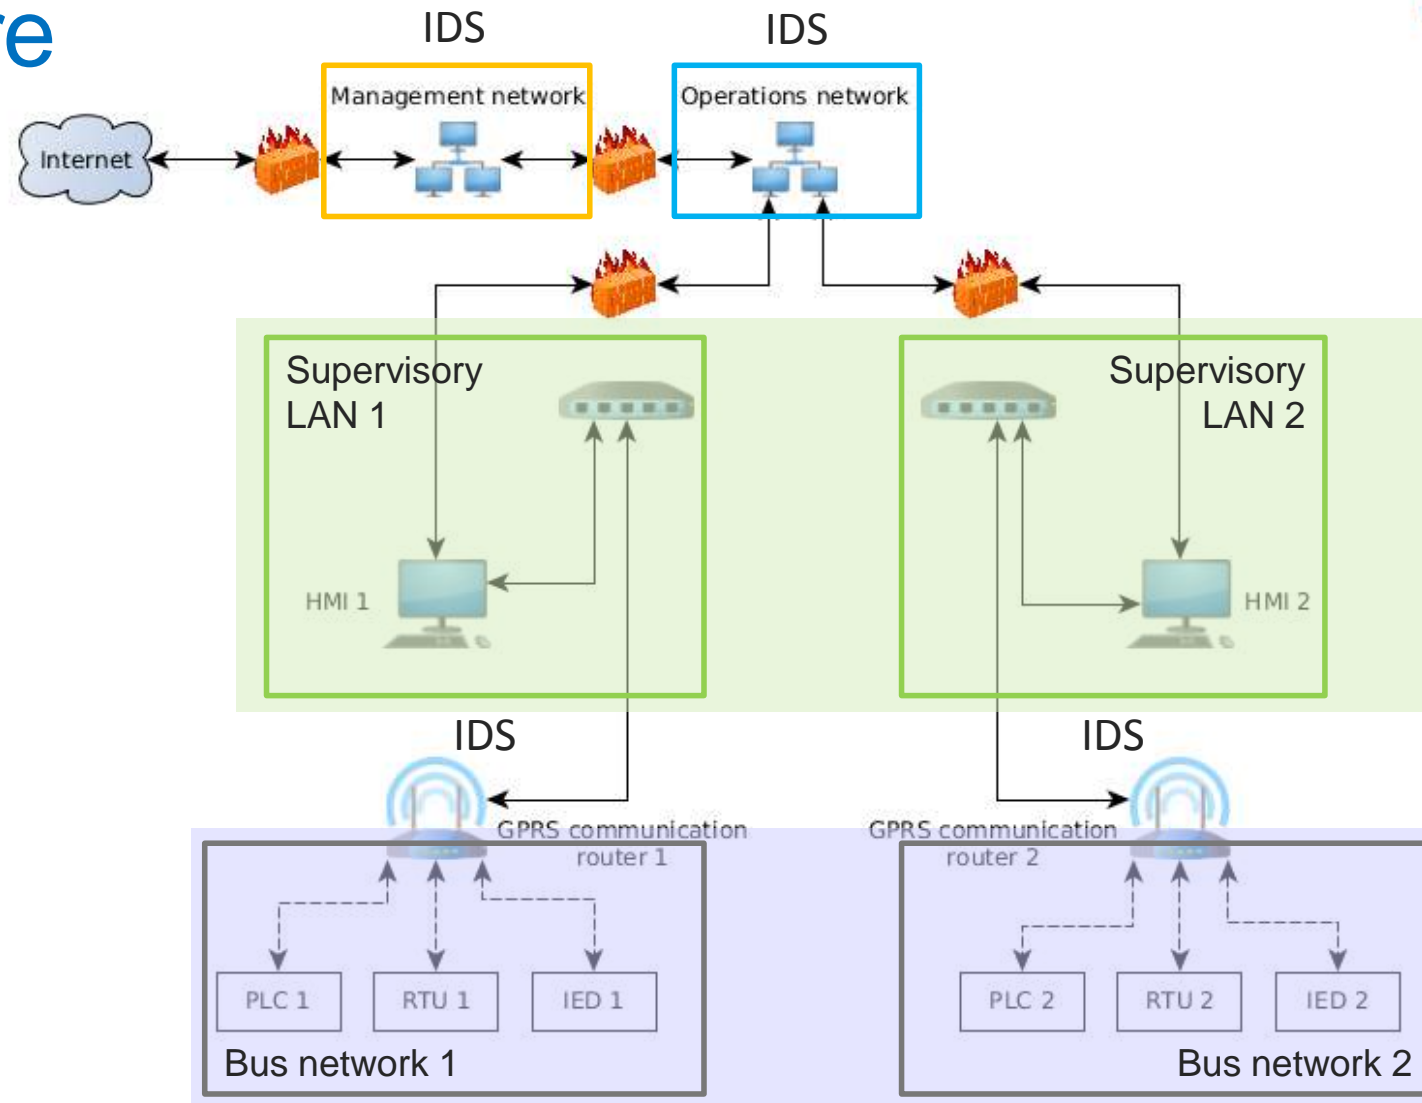 re
IDS
IDS
Management network
Operations network
Internet
Supervisory
LAN 1
Supervisory
LAN 2
HMI 1
HMI 2
IDS
IDS
GPRS communication
router 1
GPRS communication
router 2
PLC 1
RTU 1
IED 1
PLC 2
RTU 2
IED 2
Bus network 1
Bus network 2